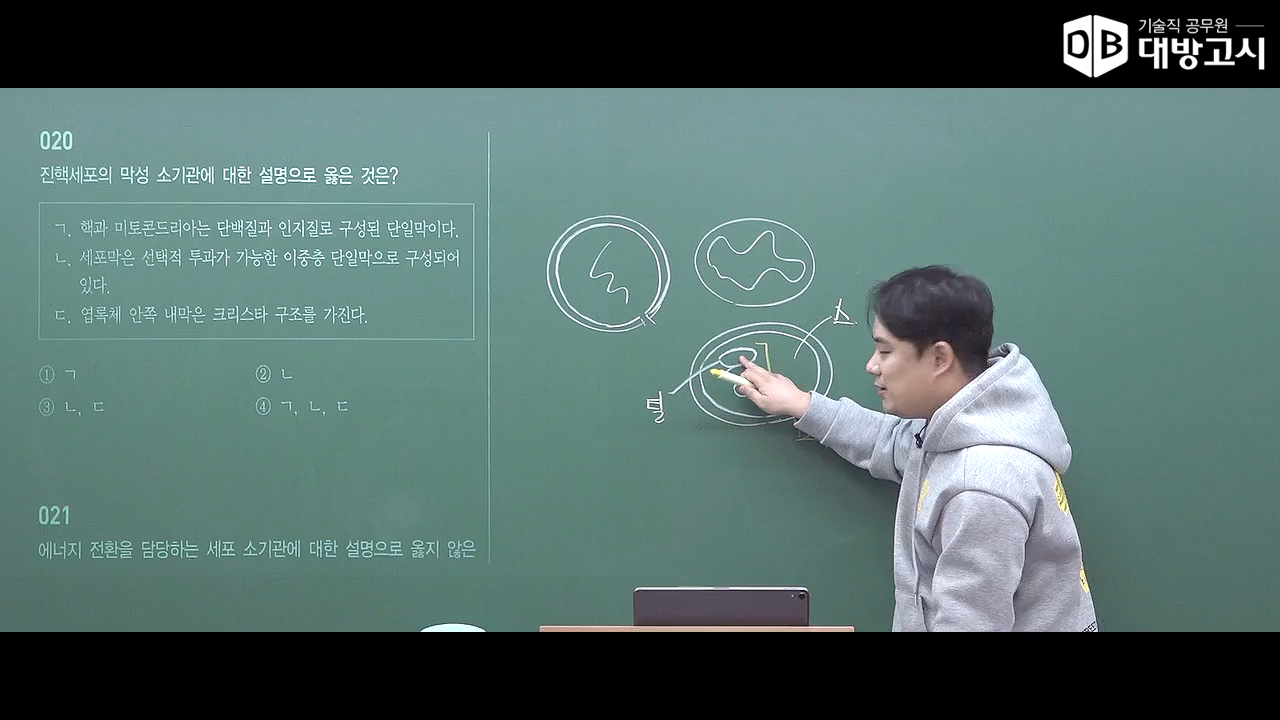 기술직 공무원
DB 대방고시
020
진핵세포의 막성 소기관에 대한 설명으로 옳은 것은?
ㄱ. 핵과 미토콘드리아는 단백질과 인지질로 구성된 단일막이다.
ㄴ. 세포막은 선택적 투과가 가능한 이중층 단일막으로 구성되어
있다.
ㄷ. 엽록체 안쪽 내막은 크리스타 구조를 가진다.
① ㄱ ② ㄴ
③ ㄴ, ㄷ ④ ㄱ, ㄴ, ㄷ
스
틸
021
에너지 전환을 담당하는 세포 소기관에 대한 설명으로 옳지 않은